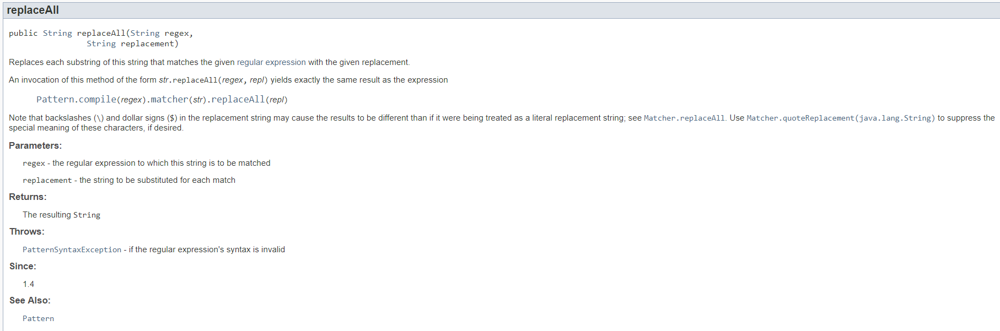 replaceAll
public String replaceAll(String regex,
String replacement)
Replaces each substring of this string that matches the given regular expression with the given replacement.
An invocation of this method of the form str.replaceAll(regex, repl) yields exactly the same result as the expression
Pattern.compile(regex).matcher(str).replaceAll(repl)
Note that backslashes (\) and dollar signs ($) in the replacement string may cause the results to be different than if it were being treated as a literal replacement string; see Matcher.replaceAll. Use Matcher.quoteReplacement(java.lang.String) to suppress the
special meaning of these characters, if desired.
Parameters:
regex - the regular expression to which this string is to be matched
replacement - the string to be substituted for each match
Returns:
The resulting String
Throws:
PatternSyntaxException - if the regular expression's syntax is invalid
Since:
1.4
See Also:
Pattern